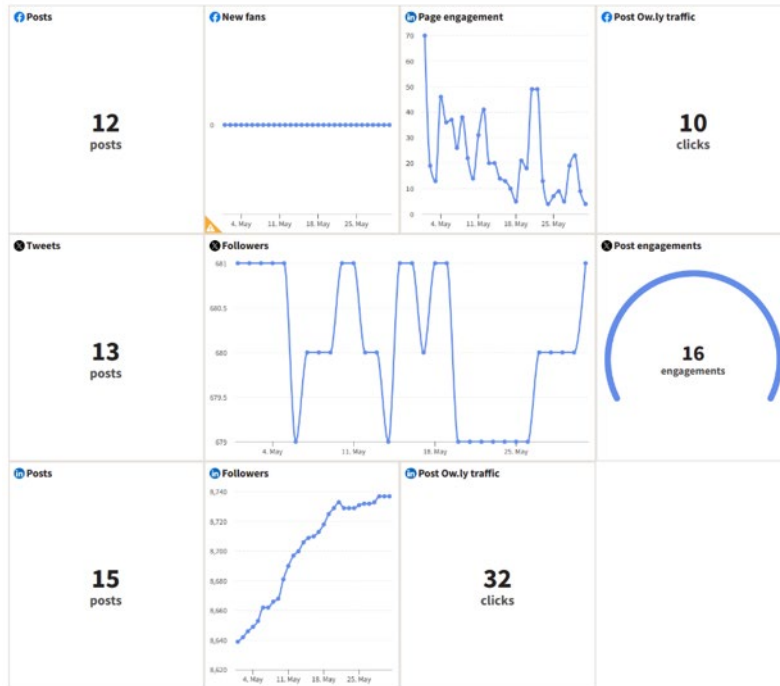 Posts
12
posts
New fans
0
4. May 11. May 18. May 25. May
Page engagement
70
60
50
40
30
20
10
0
4. May 11. May 18. May 25. May
Post Ow.ly traffic
10
clicks
Tweets
13
posts
Followers
681
680.5
680
679.5
679
4. May 11. May 18. May 25. May
Post engagements
16
engagements
Posts
15
posts
Followers
8,740
8,720
8,700
8,680
8,660
8,640
8,620
4. May 11. May 18. May 25. May
Post Ow.ly traffic
32
clicks